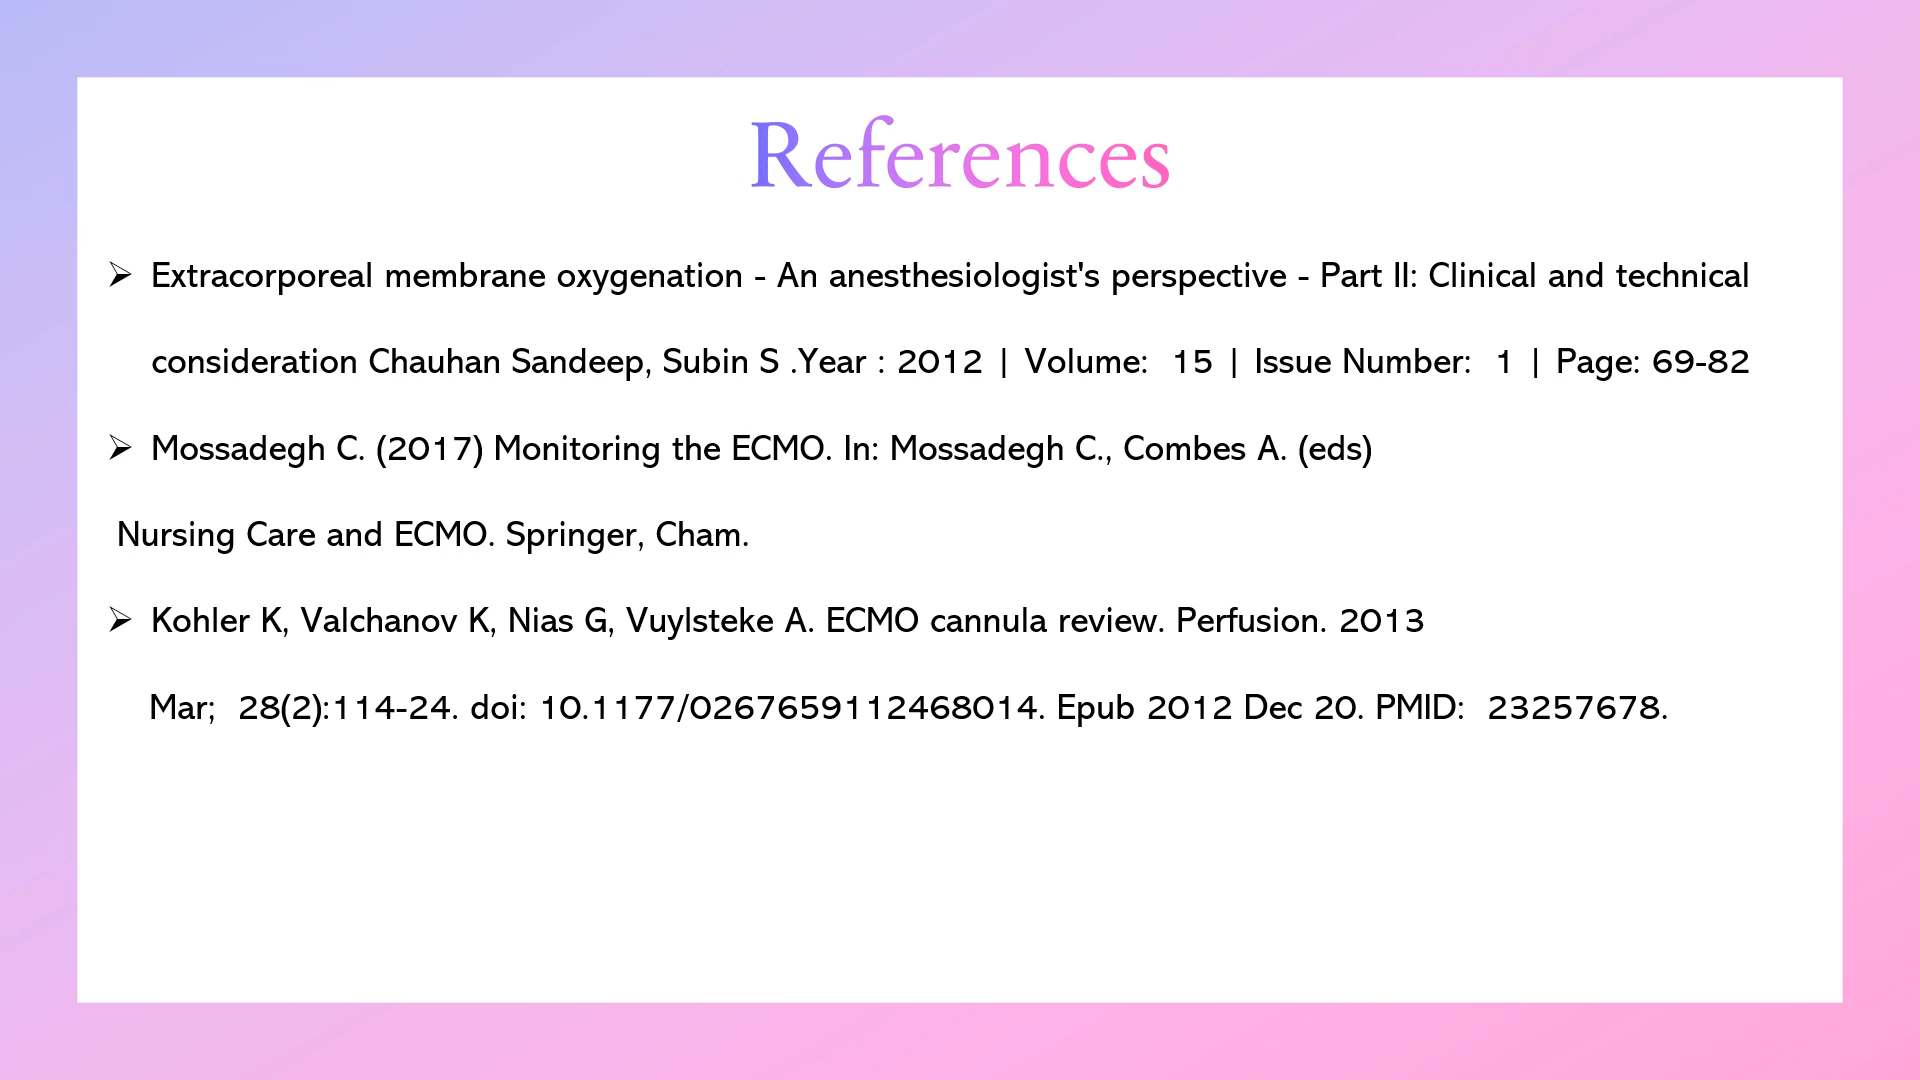 References
➢ Extracorporeal membrane oxygenation - An anesthesiologist's perspective - Part II: Clinical and technical
consideration Chauhan Sandeep, Subin S .Year : 2012 | Volume: 15 | Issue Number: 1 | Page: 69-82
➢ Mossadegh C. (2017) Monitoring the ECMO. In: Mossadegh C., Combes A. (eds)
Nursing Care and ECMO. Springer, Cham.
➢ Kohler K, Valchanov K, Nias G, Vuylsteke A. ECMO cannula review. Perfusion. 2013
Mar; 28(2):114-24. doi: 10.1177/0267659112468014. Epub 2012 Dec 20. PMID: 23257678.